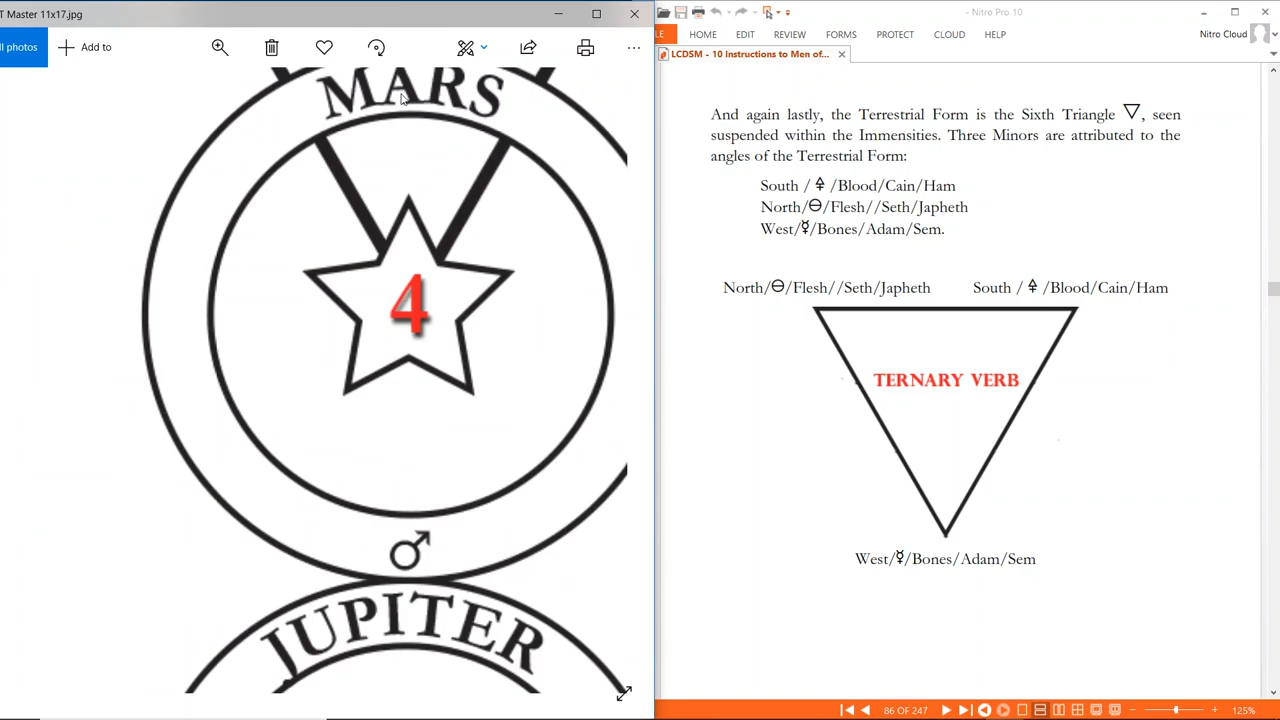 T Master 11x17.jpg
ll photos
Add to
MARS
4
♂
JUPITER
- Nitro Pro 10
LE
HOME
EDIT
REVIEW
FORMS
PROTECT
CLOUD
HELP
Nitro Cloud
LCDSM - 10 Instructions to Men of...
And again lastly, the Terrestrial Form is the Sixth Triangle ▽, seen
suspended within the Immensities. Three Minors are attributed to the
angles of the Terrestrial Form:
South / 🜍 /Blood/Cain/Ham
North/🜔/Flesh//Seth/Japheth
West/☿/Bones/Adam/Sem.
North/🜔/Flesh//Seth/Japheth
South / 🜍 /Blood/Cain/Ham
TERNARY VERB
West/☿/Bones/Adam/Sem
86 OF 247
125%